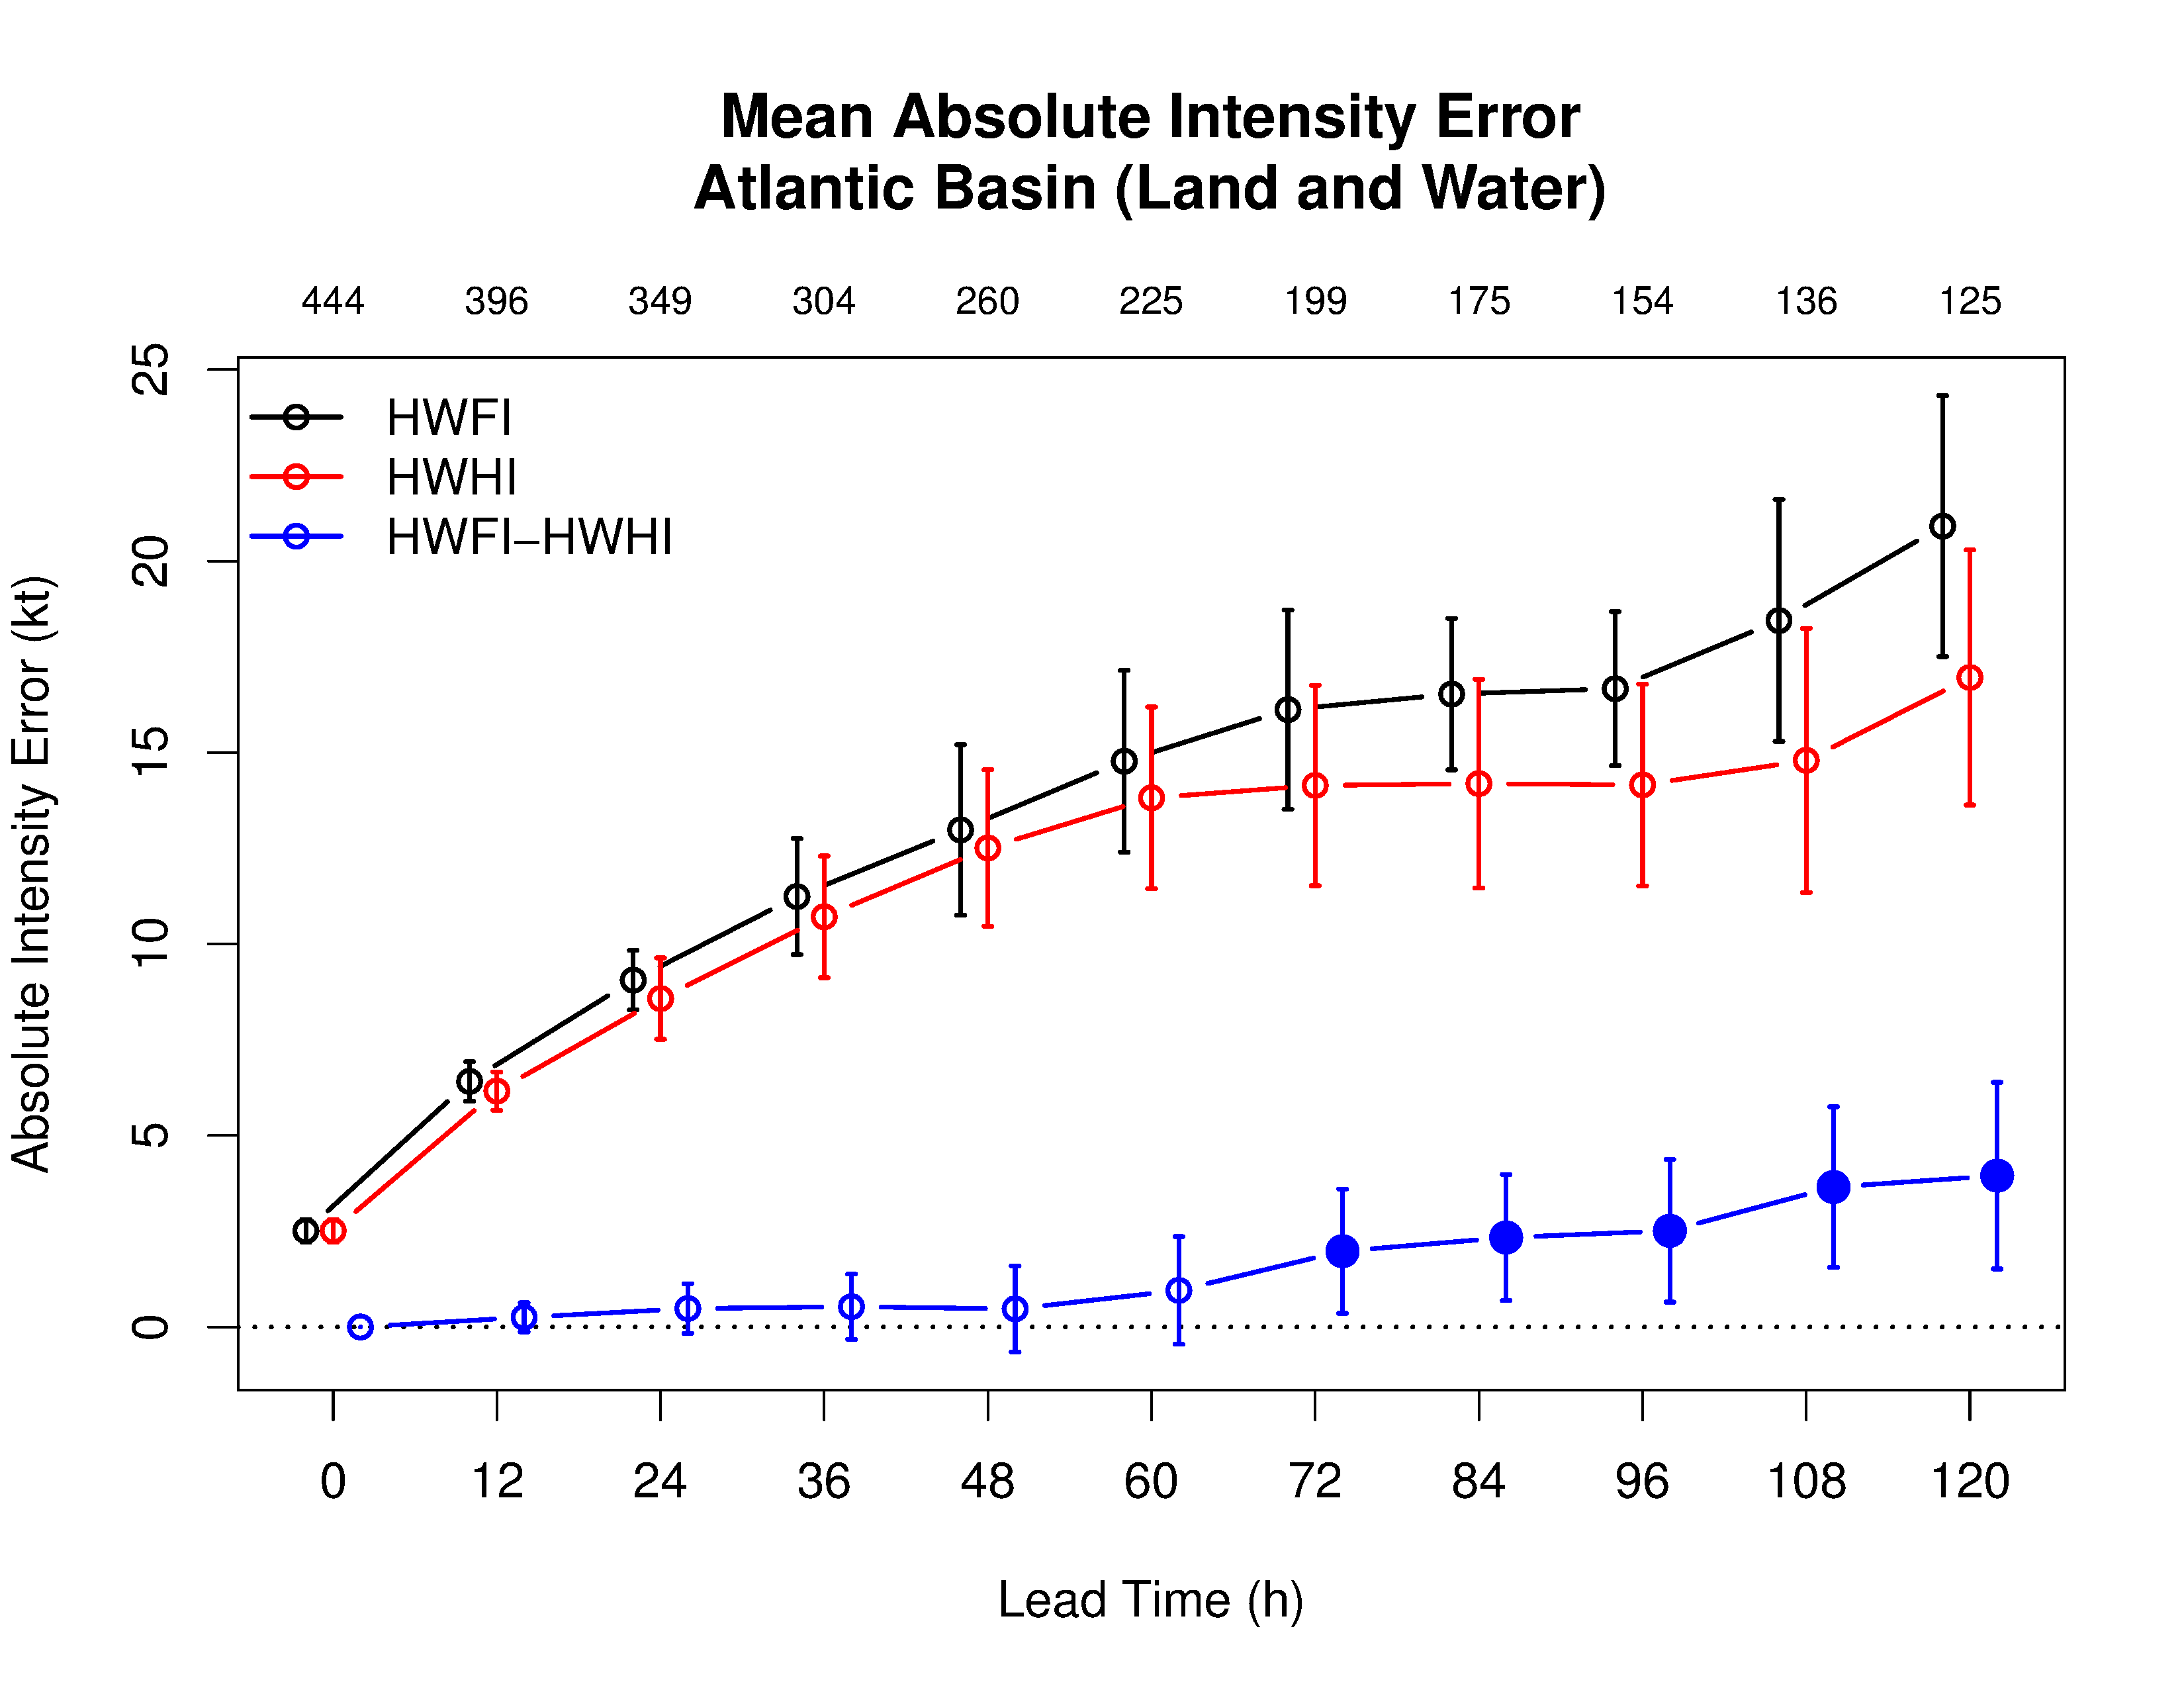 Mean Absolute Intensity Error
Atlantic Basin (Land and Water)
444 396 349 304 260 225 199 175 154 136 125
25
20
15
10
5
0
Absolute Intensity Error (kt)
HWFI
HWHI
HWFI−HWHI
0 12 24 36 48 60 72 84 96 108 120
Lead Time (h)